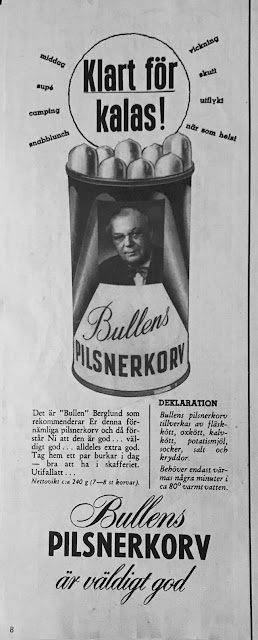 Klart för
kalas!
middag
supé
camping
snabblunch
vickning
skutt
utflykt
när som helst
Bullens
PILSNERKORV
Det är "Bullen" Berglund som
rekommenderar Er denna för-
nämliga pilsnerkorv och då för-
står Ni att den är god . . . väl-
digt god . . . alldeles extra god.
Tag hem ett par burkar i dag
— bra att ha i skafferiet.
Utifallatt . . .
Nettovikt c:a 240 g (7—8 st korvar).
DEKLARATION
Bullens pilsnerkorv
tillverkas av fläsk-
kött, oxkött, kalv-
kött, potatismjöl,
socker, salt och
kryddor.
Behöver endast vär-
mas några minuter i
ca 80° varmt vatten.
Bullens
PILSNERKORV
är väldigt god
8